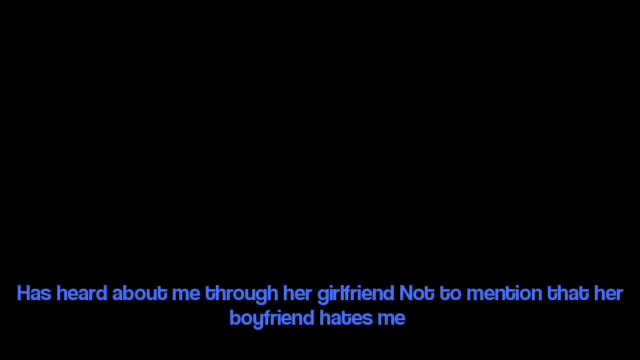 Has heard about me through her girlfriend Not to mention that her
boyfriend hates me